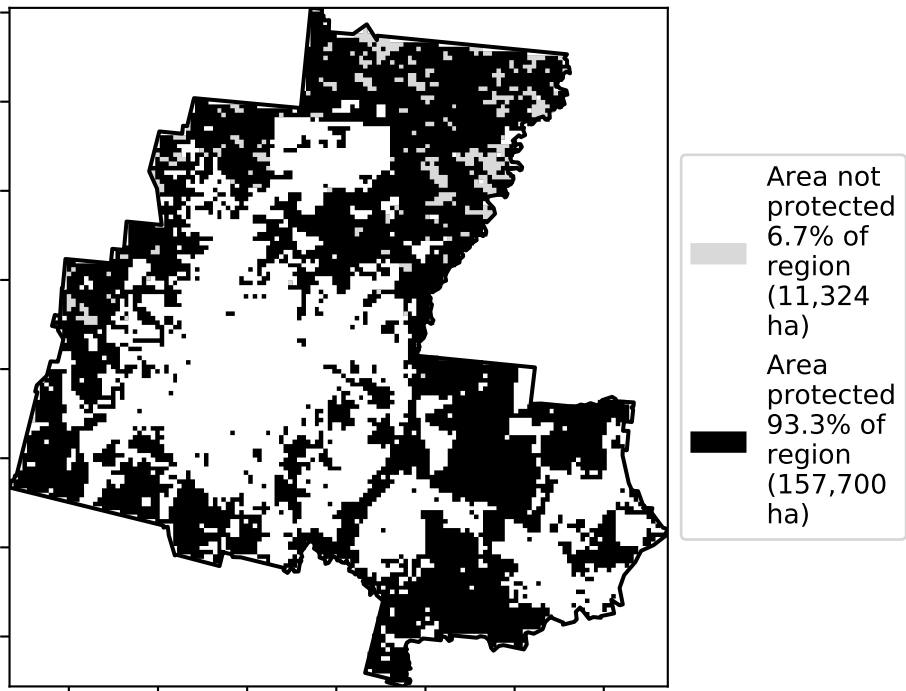 Area not
protected
6.7% of
region
(11,324
ha)
Area
protected
93.3% of
region
(157,700
ha)